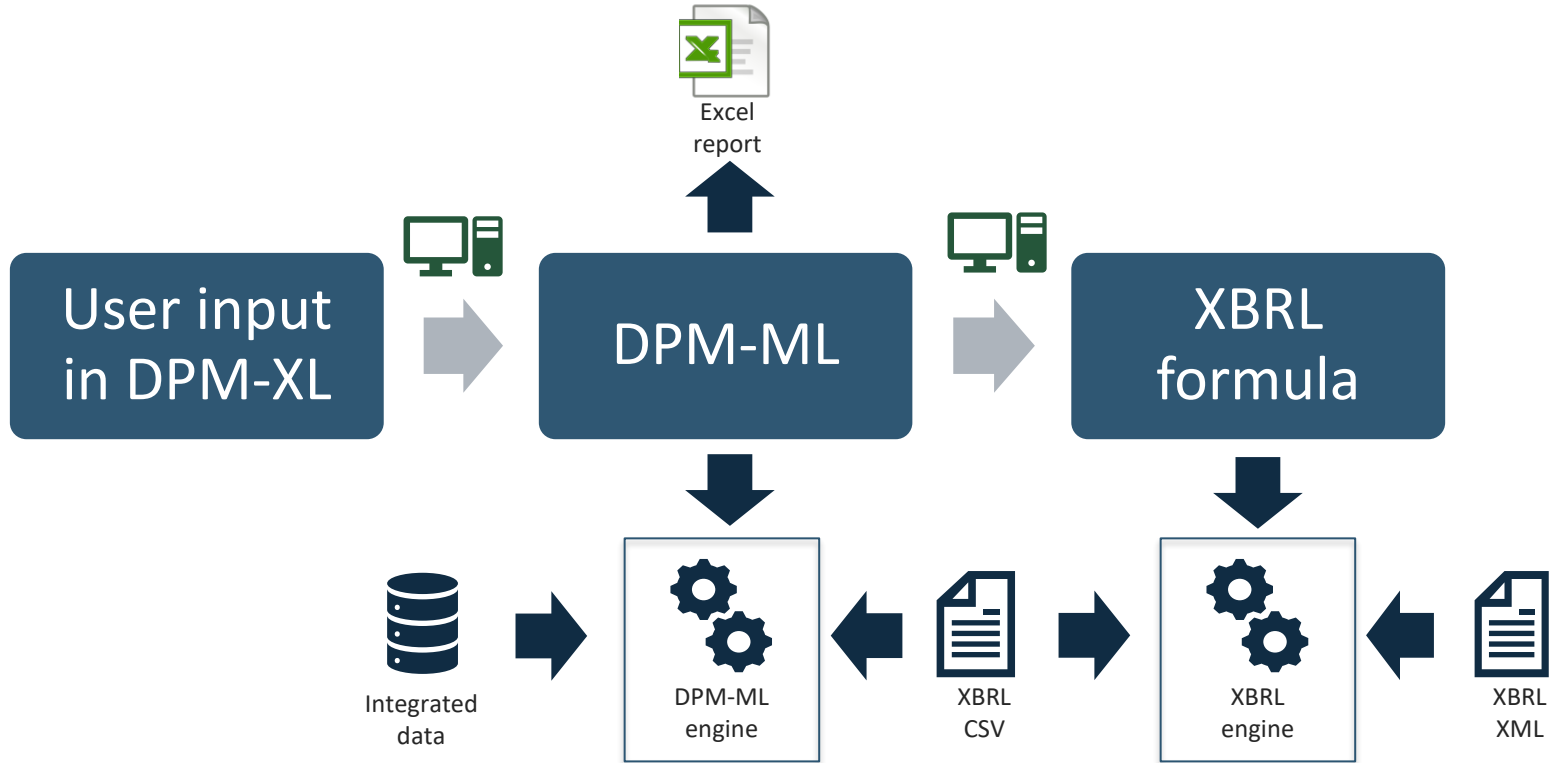 Excel
report
User input
in DPM-XL
DPM-ML
XBRL
formula
Integrated
data
DPM-ML
engine
XBRL
CSV
XBRL
engine
XBRL
XML